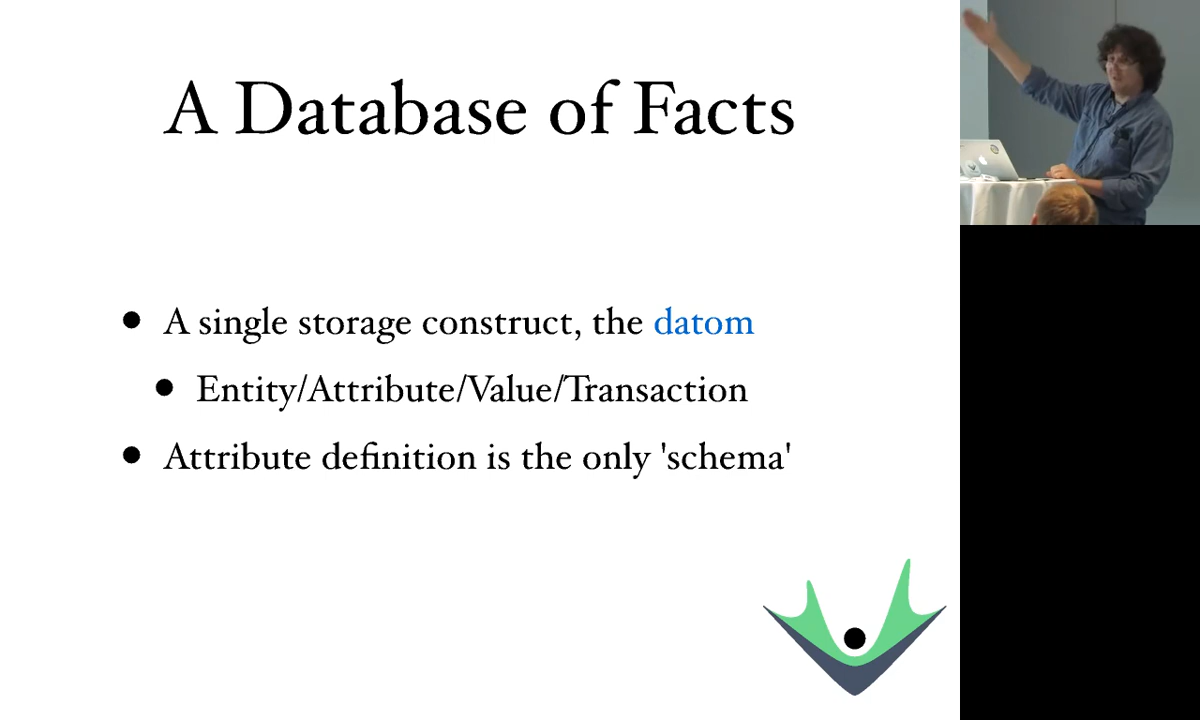 A Database of Facts
• A single storage construct, the datom
• Entity/Attribute/Value/Transaction
• Attribute definition is the only 'schema'